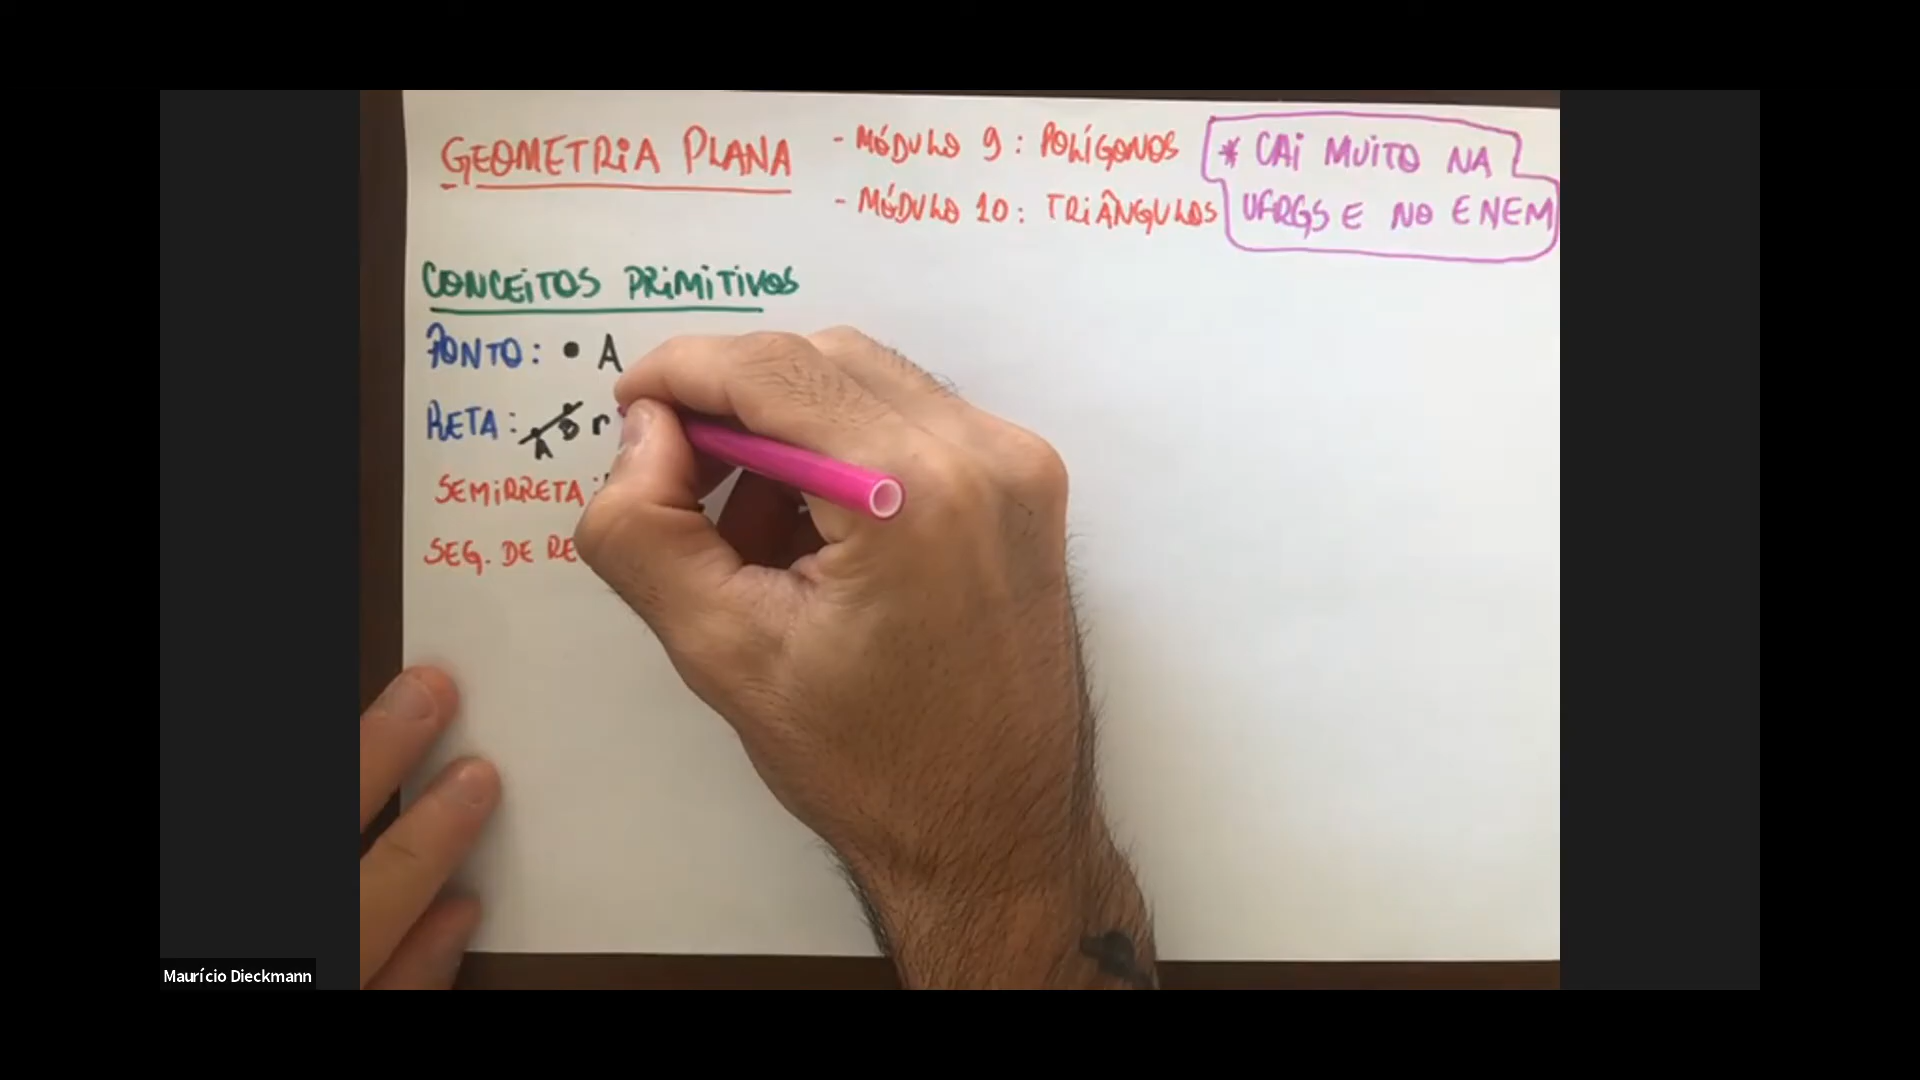 GEOMETRIA PLANA
- MÓDULO 9: POLÍGONOS
- MÓDULO 10: TRIÂNGULOS
* CAI MUITO NA
UFRGS E NO ENEM
CONCEITOS PRIMITIVOS
PONTO: • A
RETA: A B r
SEMIRRETA:
SEG. DE RE
Maurício Dieckmann